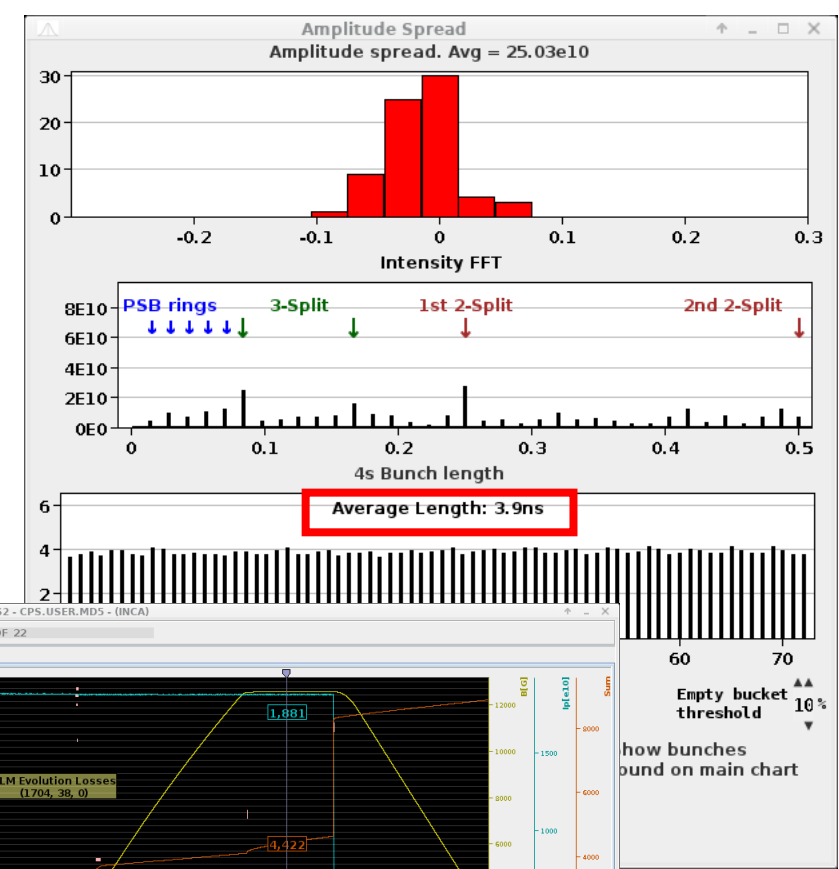 Amplitude Spread
Amplitude spread. Avg = 25.03e10
30
20
10
0
-0.2
-0.1
0
0.1
0.2
0.3
Intensity FFT
8E10
6E10
4E10
2E10
0E0
PSB rings
3-Split
1st 2-Split
2nd 2-Split
0
0.1
0.2
0.3
0.4
0.5
4s Bunch length
6
4
2
Average Length: 3.9ns
60
70
S2 - CPS.USER.MD5 - (INCA)
OF 22
1,881
LM Evolution Losses
(1704, 38, 0)
4,422
B[G]
12000
10000
8000
6000
Ip[e10]
1500
1000
Sum
8000
6000
4000
Empty bucket
threshold
10 %
how bunches
ound on main chart